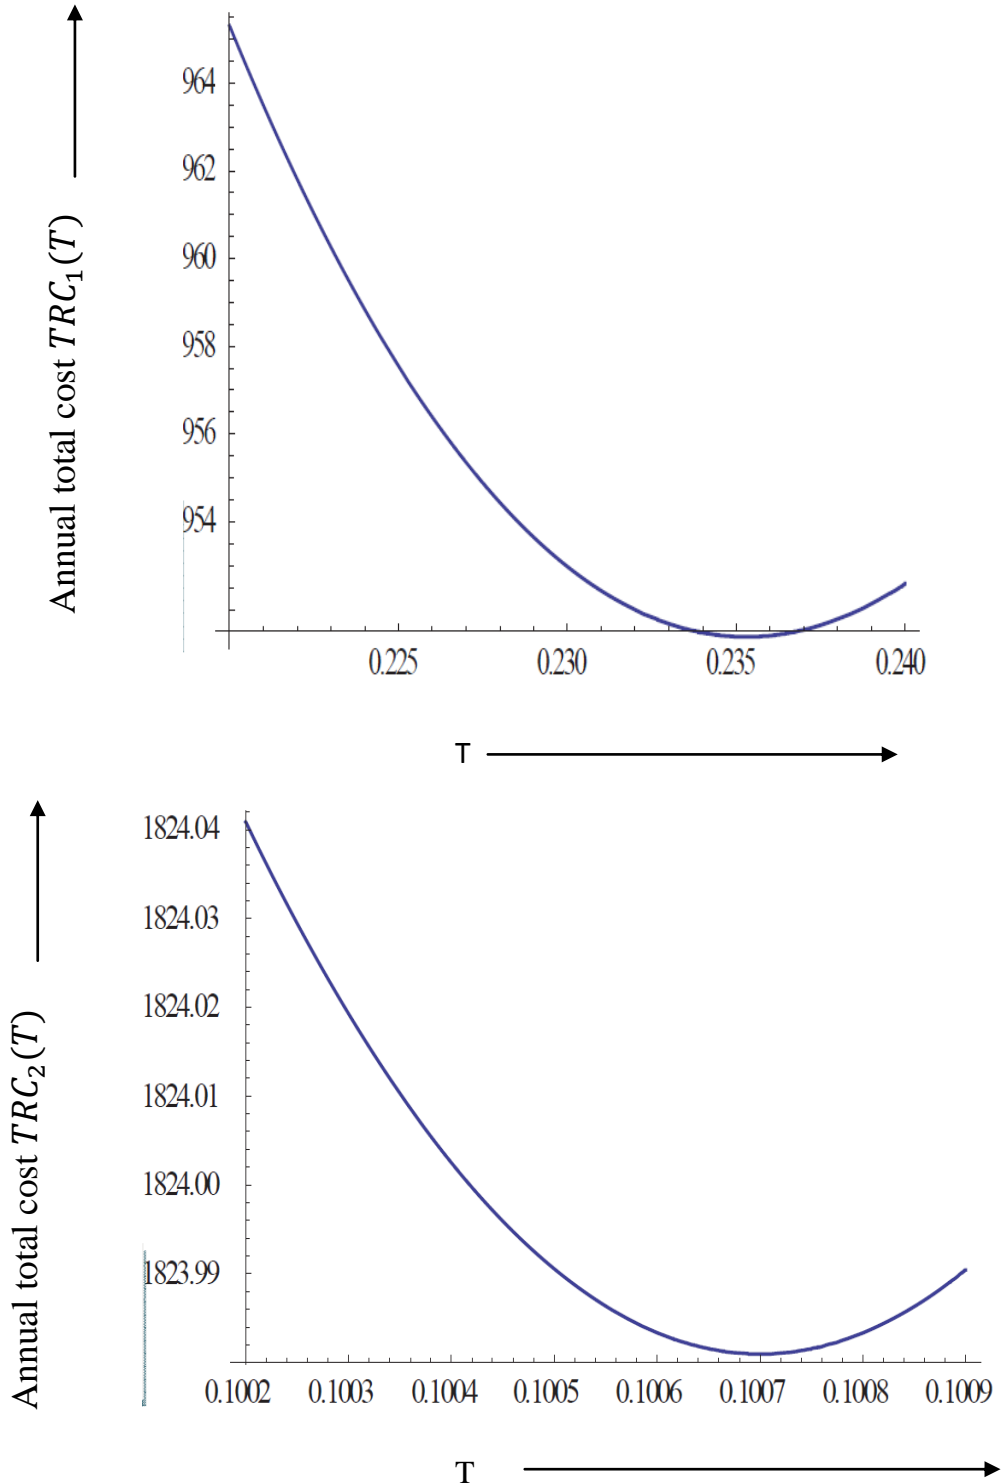 Annual total cost TRC₁(T)
964
962
960
958
956
954
0.225 0.230 0.235 0.240
T
Annual total cost TRC₂(T)
1824.04
1824.03
1824.02
1824.01
1824.00
1823.99
0.1002 0.1003 0.1004 0.1005 0.1006 0.1007 0.1008 0.1009
T